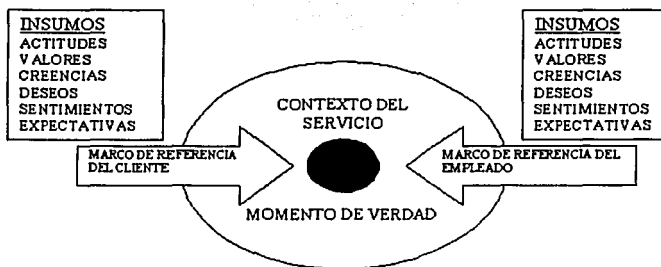 INSUMOS
ACTITUDES
VALORES
CREENCIAS
DESEOS
SENTIMIENTOS
EXPECTATIVAS
INSUMOS
ACTITUDES
VALORES
CREENCIAS
DESEOS
SENTIMIENTOS
EXPECTATIVAS
CONTEXTO DEL
SERVICIO
MARCO DE REFERENCIA
DEL CLIENTE
MARCO DE REFERENCIA DEL
EMPLEADO
MOMENTO DE VERDAD